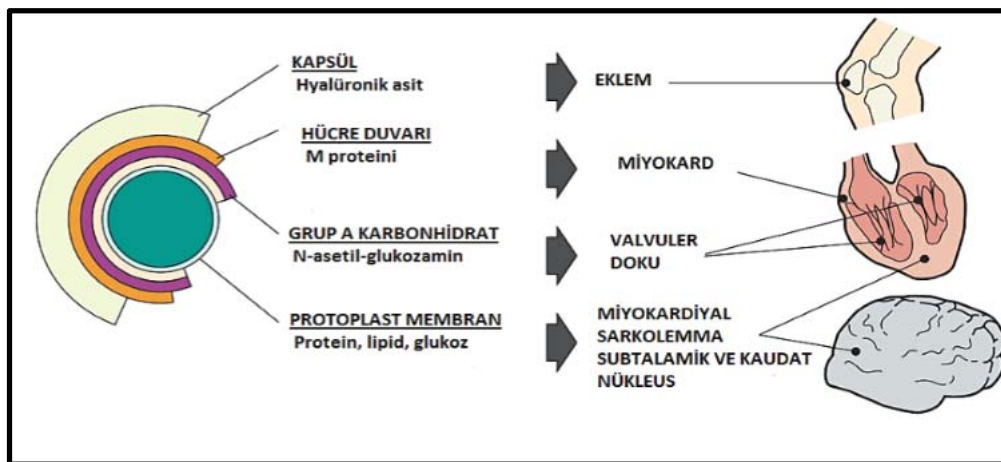 KAPSÜL
Hyalüronik asit
EKLEM
HÜCRE DUVARI
M proteini
MİYOKARD
GRUP A KARBONHİDRAT
N-asetil-glukozamin
VALVULER
DOKU
PROTOPLAST MEMBRAN
Protein, lipid, glukoz
MİYOKARDİYAL
SARKOLEMMA
SUBTALAMİK VE KAUDAT
NÜKLEUS